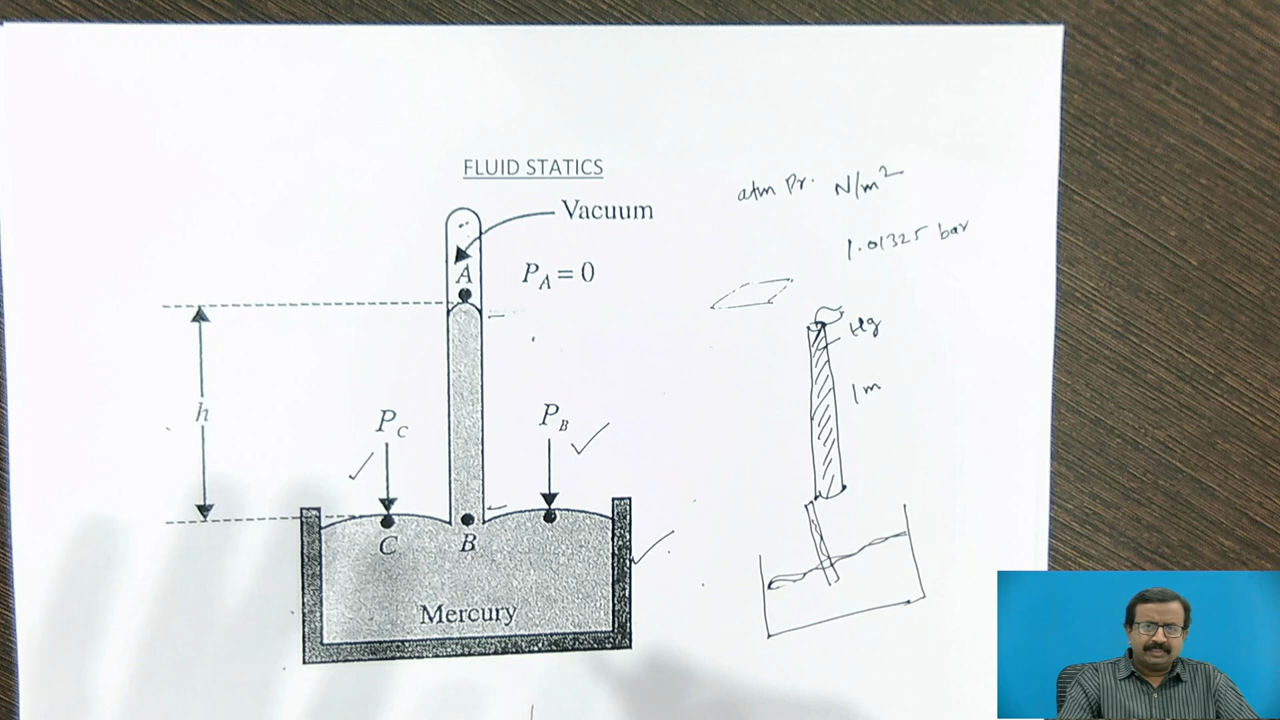 FLUID STATICS
Vacuum
A
P_A = 0
h
P_C
P_B
C
B
Mercury
atm Pr. N/m²
1.01325 bar
Hg
1m